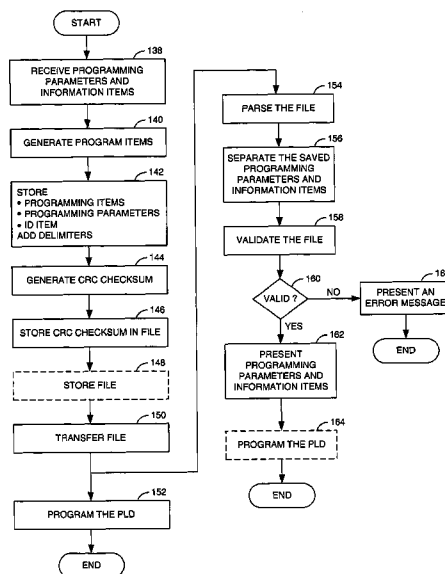 START
138
RECEIVE PROGRAMMING
PARAMETERS AND
INFORMATION ITEMS
140
GENERATE PROGRAM ITEMS
142
STORE
• PROGRAMMING ITEMS
• PROGRAMMING PARAMETERS
• ID ITEM
ADD DELIMITERS
144
GENERATE CRC CHECKSUM
146
STORE CRC CHECKSUM IN FILE
148
STORE FILE
150
TRANSFER FILE
152
PROGRAM THE PLD
END
154
PARSE THE FILE
156
SEPARATE THE SAVED
PROGRAMMING
PARAMETERS AND
INFORMATION ITEMS
158
VALIDATE THE FILE
160
VALID ?
NO
PRESENT AN
ERROR MESSAGE
END
YES
162
PRESENT
PROGRAMMING
PARAMETERS AND
INFORMATION ITEMS
164
PROGRAM THE PLD
END